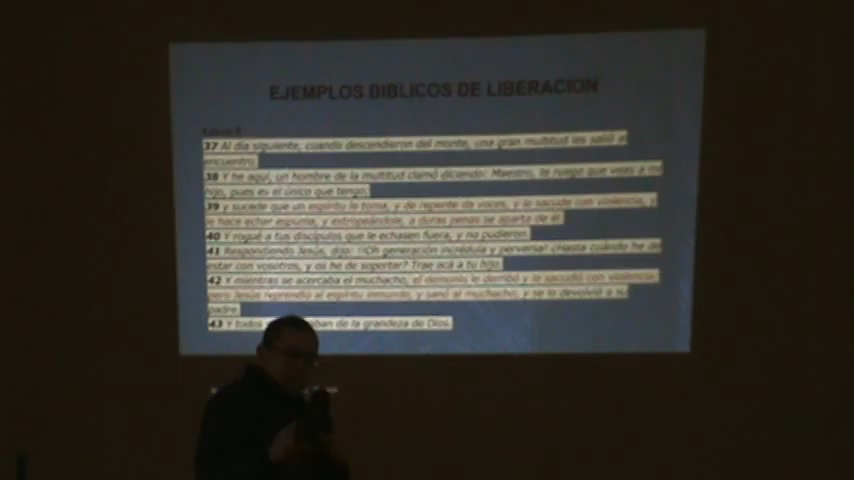 EJEMPLOS BIBLICOS DE LIBERACION
37 Al día siguiente, cuando descendieron del monte, una gran multitud les salió al
encuentro.
38 Y he aquí, un hombre de la multitud clamó diciendo: Maestro, te ruego que veas a mi
hijo, pues es el único que tengo;
39 y sucede que un espíritu le toma, y de repente da voces, y le sacude con violencia, y
le hace echar espuma, y estropeándole, a duras penas se aparta de él.
40 Y rogué a tus discípulos que le echasen fuera, y no pudieron.
41 Respondiendo Jesús, dijo: ¡Oh generación incrédula y perversa! ¿Hasta cuándo he de
estar con vosotros, y os he de soportar? Trae acá a tu hijo.
42 Y mientras se acercaba el muchacho, el demonio le derribó y le sacudió con violencia;
pero Jesús reprendió al espíritu inmundo, y sanó al muchacho, y se lo devolvió a su
padre.
43 Y todos de la grandeza de Dios.